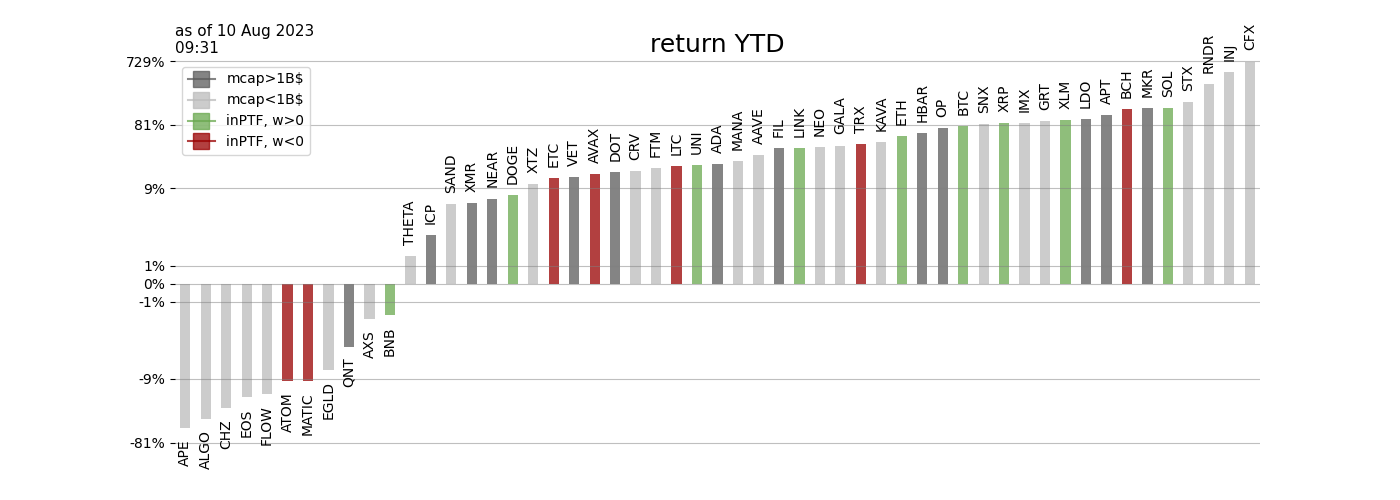 as of 10 Aug 2023
09:31
return YTD
mcap>1B$
mcap<1B$
inPTF, w>0
inPTF, w<0
729%
81%
9%
1%
0%
-1%
-9%
-81%
APE
ALGO
CHZ
EOS
FLOW
ATOM
MATIC
EGLD
QNT
AXS
BNB
THETA
ICP
SAND
XMR
NEAR
DOGE
XTZ
ETC
VET
AVAX
DOT
CRV
FTM
LTC
UNI
ADA
MANA
AAVE
FIL
LINK
NEO
GALA
TRX
KAVA
ETH
HBAR
OP
BTC
SNX
XRP
IMX
GRT
XLM
LDO
APT
BCH
MKR
SOL
STX
RNDR
INJ
CFX